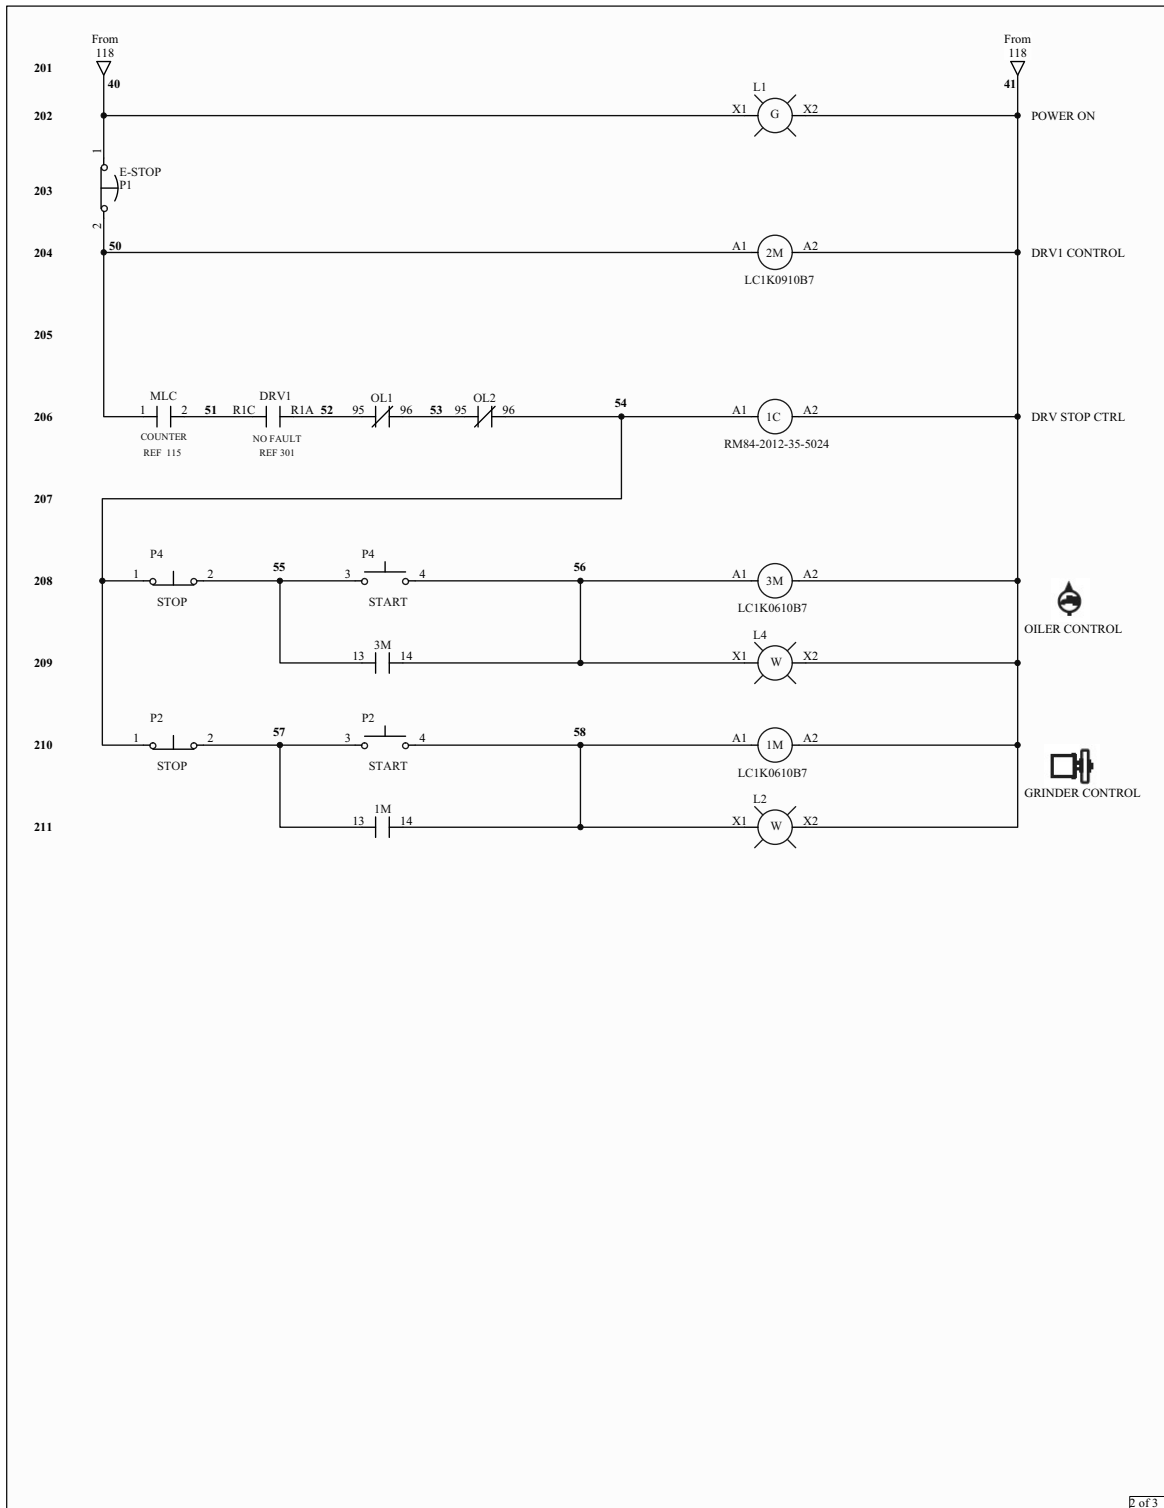 From From
118 118
201
40 41
L1
202 X1 G X2 POWER ON
1
E-STOP
203 P1
2
50
204 A1 2M A2 DRV1 CONTROL
LC1K0910B7
205
MLC DRV1 OL1 OL2 54
206 1 2 51 R1C R1A 52 95 96 53 95 96 A1 1C A2 DRV STOP CTRL
COUNTER NO FAULT RM84-2012-35-5024
REF 115 REF 301
207
P4 55 P4 56
208 1 2 3 4 A1 3M A2
STOP START LC1K0610B7
OILER CONTROL
3M L4
209 13 14 X1 W X2
P2 57 P2 58
210 1 2 3 4 A1 1M A2
STOP START LC1K0610B7
GRINDER CONTROL
1M L2
211 13 14 X1 W X2
2 of 3